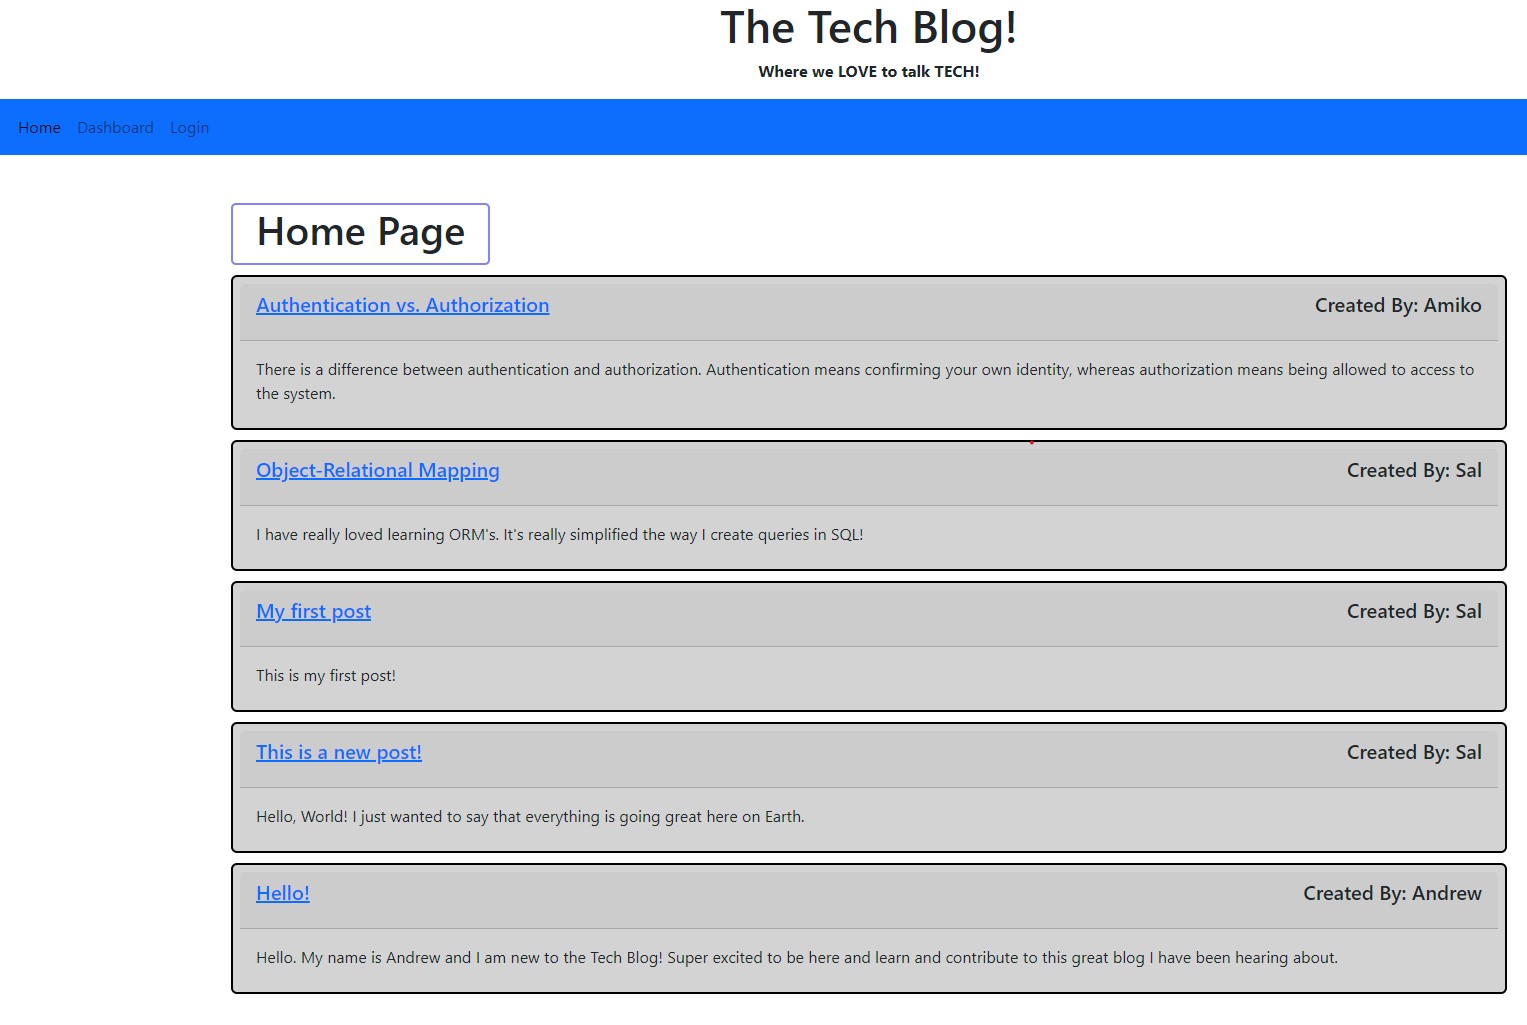 The Tech Blog!
Where we LOVE to talk TECH!
Home Dashboard Login
Home Page
Authentication vs. Authorization Created By: Amiko
There is a difference between authentication and authorization. Authentication means confirming your own identity, whereas authorization means being allowed to access to
the system.
Object-Relational Mapping Created By: Sal
I have really loved learning ORM's. It's really simplified the way I create queries in SQL!
My first post Created By: Sal
This is my first post!
This is a new post! Created By: Sal
Hello, World! I just wanted to say that everything is going great here on Earth.
Hello! Created By: Andrew
Hello. My name is Andrew and I am new to the Tech Blog! Super excited to be here and learn and contribute to this great blog I have been hearing about.